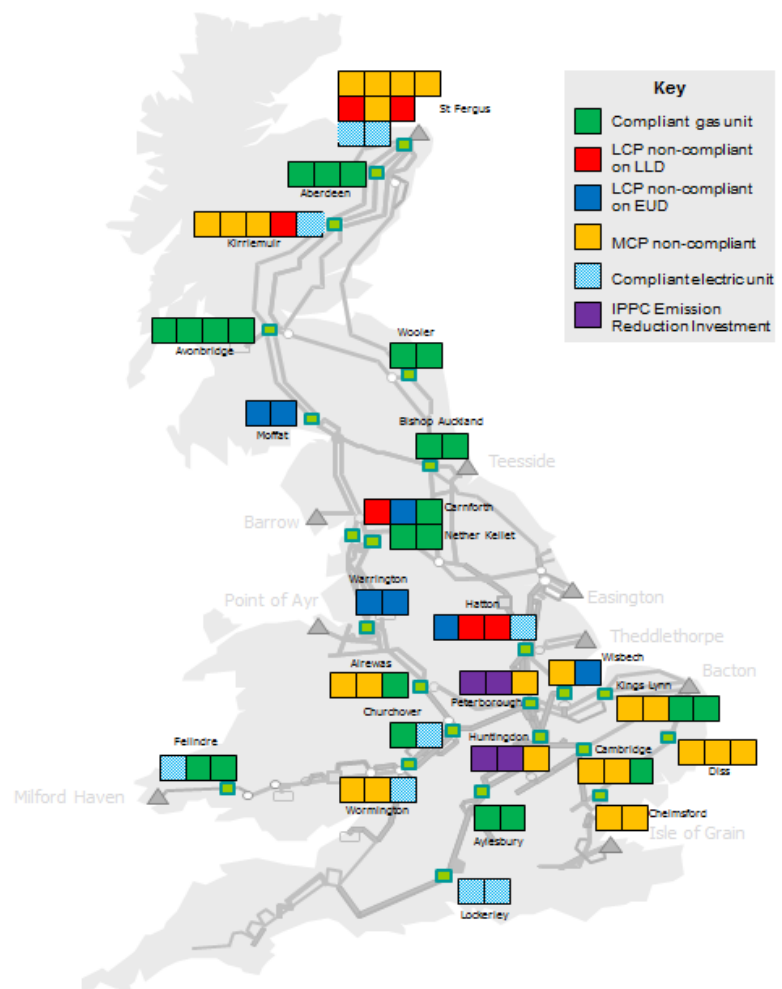 Key
St Fergus
Compliant gas unit
LCP non-compliant
on LLD
Aberdeen
LCP non-compliant
on EUD
Kirriemuir
MCP non-compliant
Compliant electric unit
IPPC Emission
Reduction Investment
Wooler
Avonbridge
Bishop Auckland
Moffat
Teesside
Carnforth
Barrow
Nether Kellet
Warrington
Point of Ayr
Hatton
Easington
Theddlethorpe
Wisbech
Alrewas
Bacton
Kings Lynn
Peterborough
Churchover
Huntingdon
Felindre
Cambridge
Diss
Milford Haven
Wormington
Chelmsford
Isle of Grain
Aylesbury
Lockerley